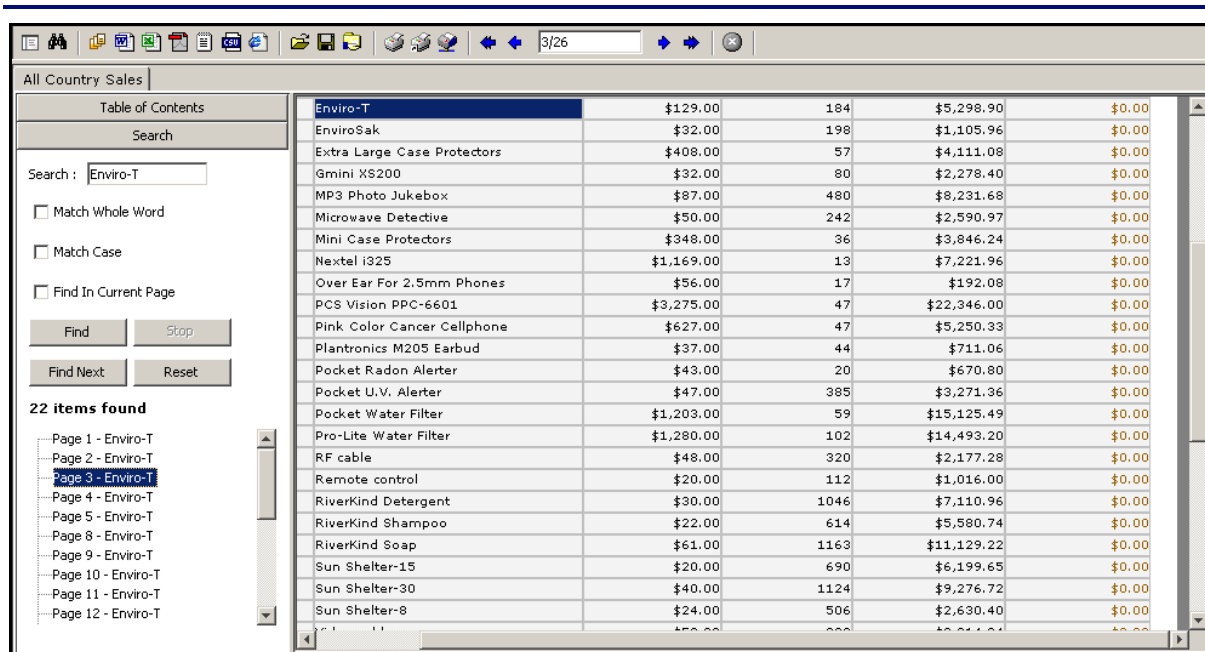 CSV
3/26
All Country Sales
Table of Contents
Search
Search : Enviro-T
Match Whole Word
Match Case
Find In Current Page
Find Stop
Find Next Reset
22 items found
Page 1 - Enviro-T
Page 2 - Enviro-T
Page 3 - Enviro-T
Page 4 - Enviro-T
Page 5 - Enviro-T
Page 8 - Enviro-T
Page 9 - Enviro-T
Page 10 - Enviro-T
Page 11 - Enviro-T
Page 12 - Enviro-T
Enviro-T $129.00 184 $5,298.90 $0.00
EnviroSak $32.00 198 $1,105.96 $0.00
Extra Large Case Protectors $408.00 57 $4,111.08 $0.00
Gmini XS200 $32.00 80 $2,278.40 $0.00
MP3 Photo Jukebox $87.00 480 $8,231.68 $0.00
Microwave Detective $50.00 242 $2,590.97 $0.00
Mini Case Protectors $348.00 36 $3,846.24 $0.00
Nextel i325 $1,169.00 13 $7,221.96 $0.00
Over Ear For 2.5mm Phones $56.00 17 $192.08 $0.00
PCS Vision PPC-6601 $3,275.00 47 $22,346.00 $0.00
Pink Color Cancer Cellphone $627.00 47 $5,250.33 $0.00
Plantronics M205 Earbud $37.00 44 $711.06 $0.00
Pocket Radon Alerter $43.00 20 $670.80 $0.00
Pocket U.V. Alerter $47.00 385 $3,271.36 $0.00
Pocket Water Filter $1,203.00 59 $15,125.49 $0.00
Pro-Lite Water Filter $1,280.00 102 $14,493.20 $0.00
RF cable $48.00 320 $2,177.28 $0.00
Remote control $20.00 112 $1,016.00 $0.00
RiverKind Detergent $30.00 1046 $7,110.96 $0.00
RiverKind Shampoo $22.00 614 $5,580.74 $0.00
RiverKind Soap $61.00 1163 $11,129.22 $0.00
Sun Shelter-15 $20.00 690 $6,199.65 $0.00
Sun Shelter-30 $40.00 1124 $9,276.72 $0.00
Sun Shelter-8 $24.00 506 $2,630.40 $0.00